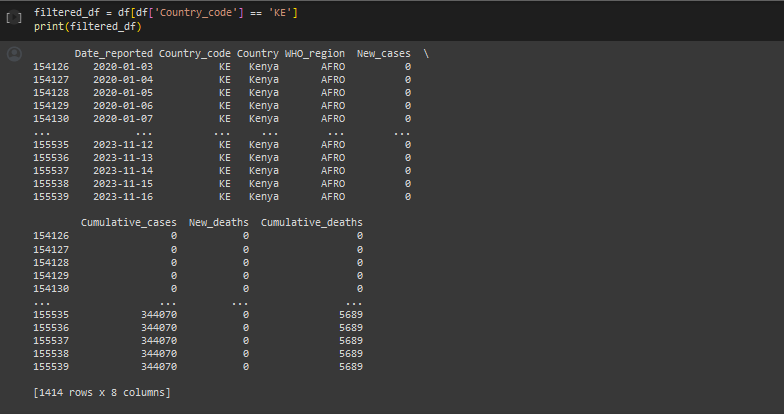 filtered_df = df[df['Country_code'] == 'KE']
print(filtered_df)
Date_reported Country_code Country WHO_region New_cases \
154126 2020-01-03 KE Kenya AFRO 0
154127 2020-01-04 KE Kenya AFRO 0
154128 2020-01-05 KE Kenya AFRO 0
154129 2020-01-06 KE Kenya AFRO 0
154130 2020-01-07 KE Kenya AFRO 0
... ... ... ... ... ...
155535 2023-11-12 KE Kenya AFRO 0
155536 2023-11-13 KE Kenya AFRO 0
155537 2023-11-14 KE Kenya AFRO 0
155538 2023-11-15 KE Kenya AFRO 0
155539 2023-11-16 KE Kenya AFRO 0
Cumulative_cases New_deaths Cumulative_deaths
154126 0 0 0
154127 0 0 0
154128 0 0 0
154129 0 0 0
154130 0 0 0
... ... ... ...
155535 344070 0 5689
155536 344070 0 5689
155537 344070 0 5689
155538 344070 0 5689
155539 344070 0 5689
[1414 rows x 8 columns]